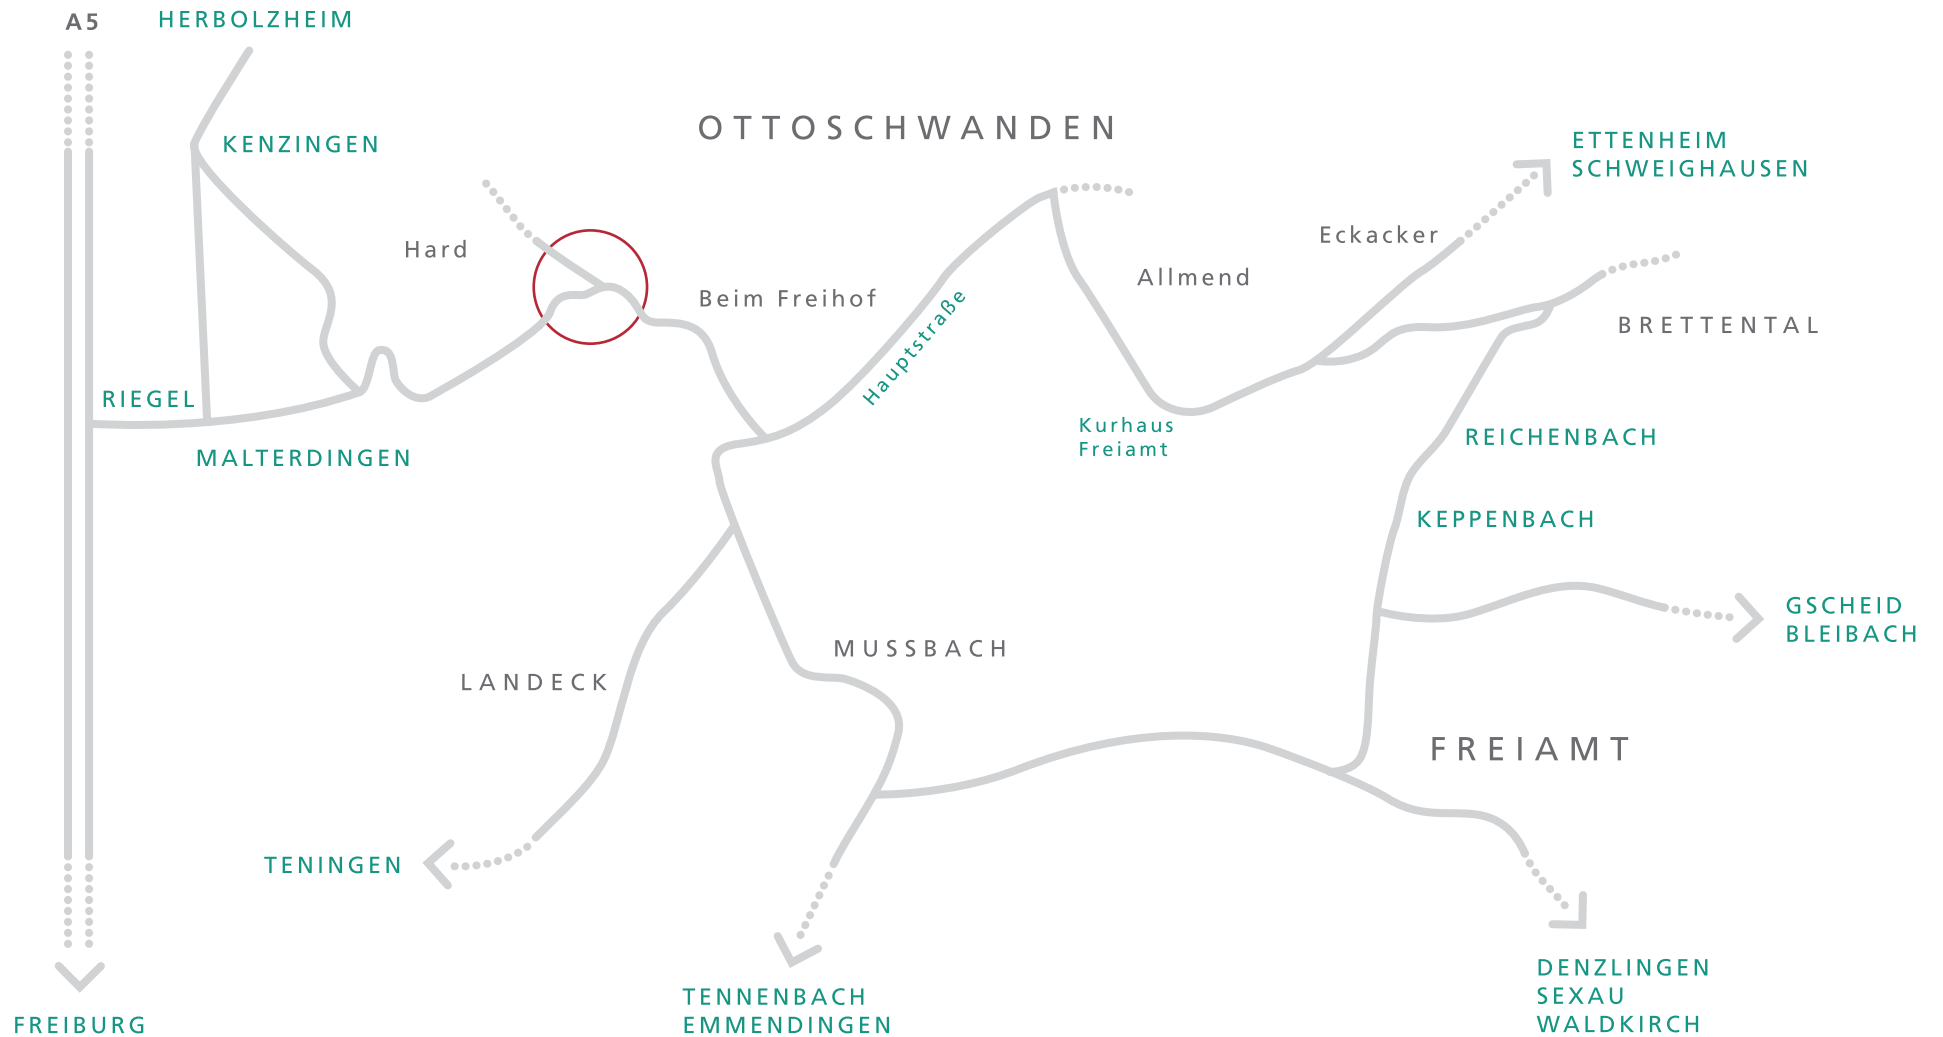 A5
HERBOLZHEIM
KENZINGEN
OTTOSCHWANDEN
ETTENHEIM
SCHWEIGHAUSEN
Hard
Eckacker
Beim Freihof
Allmend
Hauptstraße
BRETTENTAL
RIEGEL
Kurhaus
Freiamt
REICHENBACH
MALTERDINGEN
KEPPENBACH
GSCHEID
BLEIBACH
MUSSBACH
LANDECK
FREIAMT
TENINGEN
DENZLINGEN
SEXAU
WALDKIRCH
TENNENBACH
EMMENDINGEN
FREIBURG